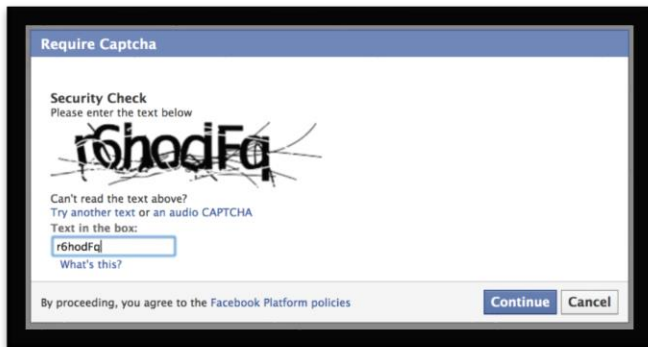 Require Captcha
Security Check
Please enter the text below
r6hodFq
Can't read the text above?
Try another text or an audio CAPTCHA
Text in the box:
r6hodFq
What's this?
By proceeding, you agree to the Facebook Platform policies
Continue
Cancel